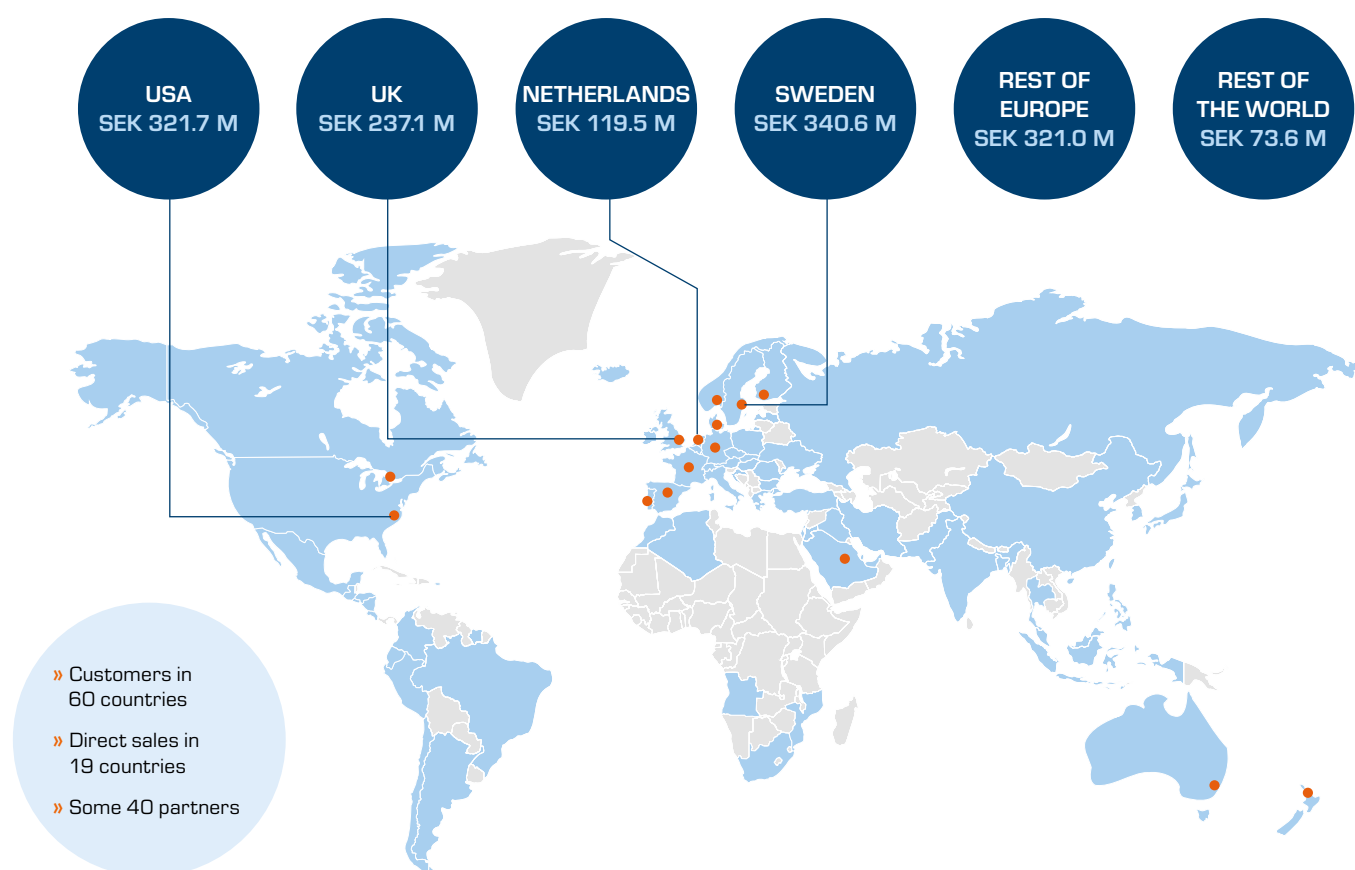 USA
SEK 321.7 M
UK
SEK 237.1 M
NETHERLANDS
SEK 119.5 M
SWEDEN
SEK 340.6 M
REST OF
EUROPE
SEK 321.0 M
REST OF
THE WORLD
SEK 73.6 M
» Customers in
60 countries
» Direct sales in
19 countries
» Some 40 partners